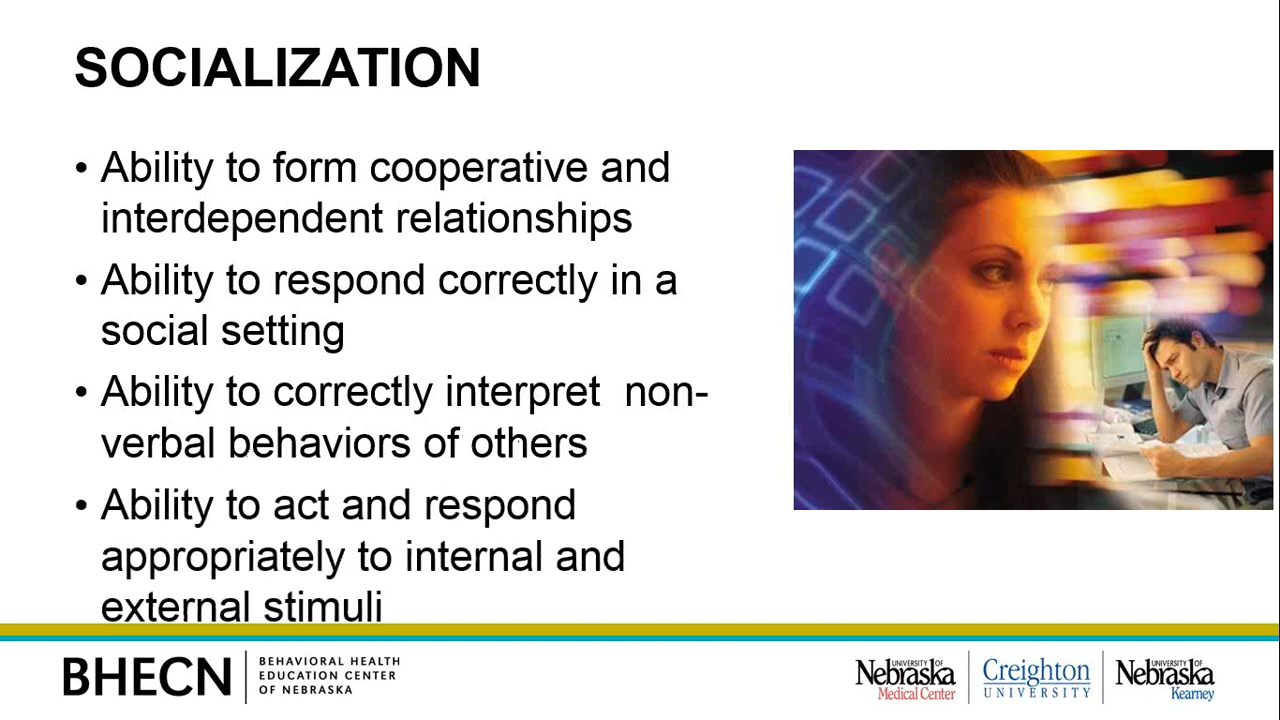 SOCIALIZATION
• Ability to form cooperative and
interdependent relationships
• Ability to respond correctly in a
social setting
• Ability to correctly interpret  non-
verbal behaviors of others
• Ability to act and respond
appropriately to internal and
external stimuli
BHECN
BEHAVIORAL HEALTH
EDUCATION CENTER
OF NEBRASKA
UNIVERSITY OF
Nebraska
Medical Center
Creighton
UNIVERSITY
UNIVERSITY OF
Nebraska
Kearney